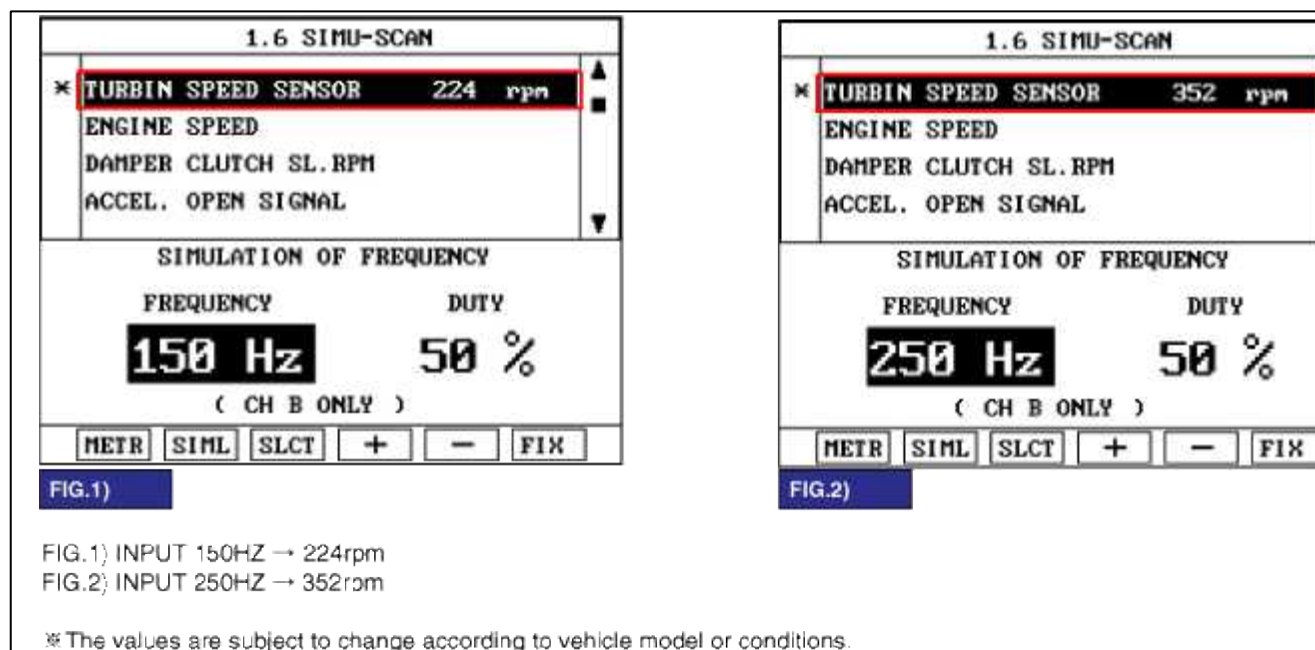 1.6 SIMU-SCAN
* TURBIN SPEED SENSOR 224 rpm
ENGINE SPEED
DAMPER CLUTCH SL.RPM
ACCEL. OPEN SIGNAL
SIMULATION OF FREQUENCY
FREQUENCY DUTY
150 Hz 50 %
( CH B ONLY )
METR SIML SLCT + - FIX
FIG.1)
1.6 SIMU-SCAN
* TURBIN SPEED SENSOR 352 rpm
ENGINE SPEED
DAMPER CLUTCH SL.RPM
ACCEL. OPEN SIGNAL
SIMULATION OF FREQUENCY
FREQUENCY DUTY
250 Hz 50 %
( CH B ONLY )
METR SIML SLCT + - FIX
FIG.2)
FIG.1) INPUT 150HZ → 224rpm
FIG.2) INPUT 250HZ → 352rpm
※ The values are subject to change according to vehicle model or conditions.